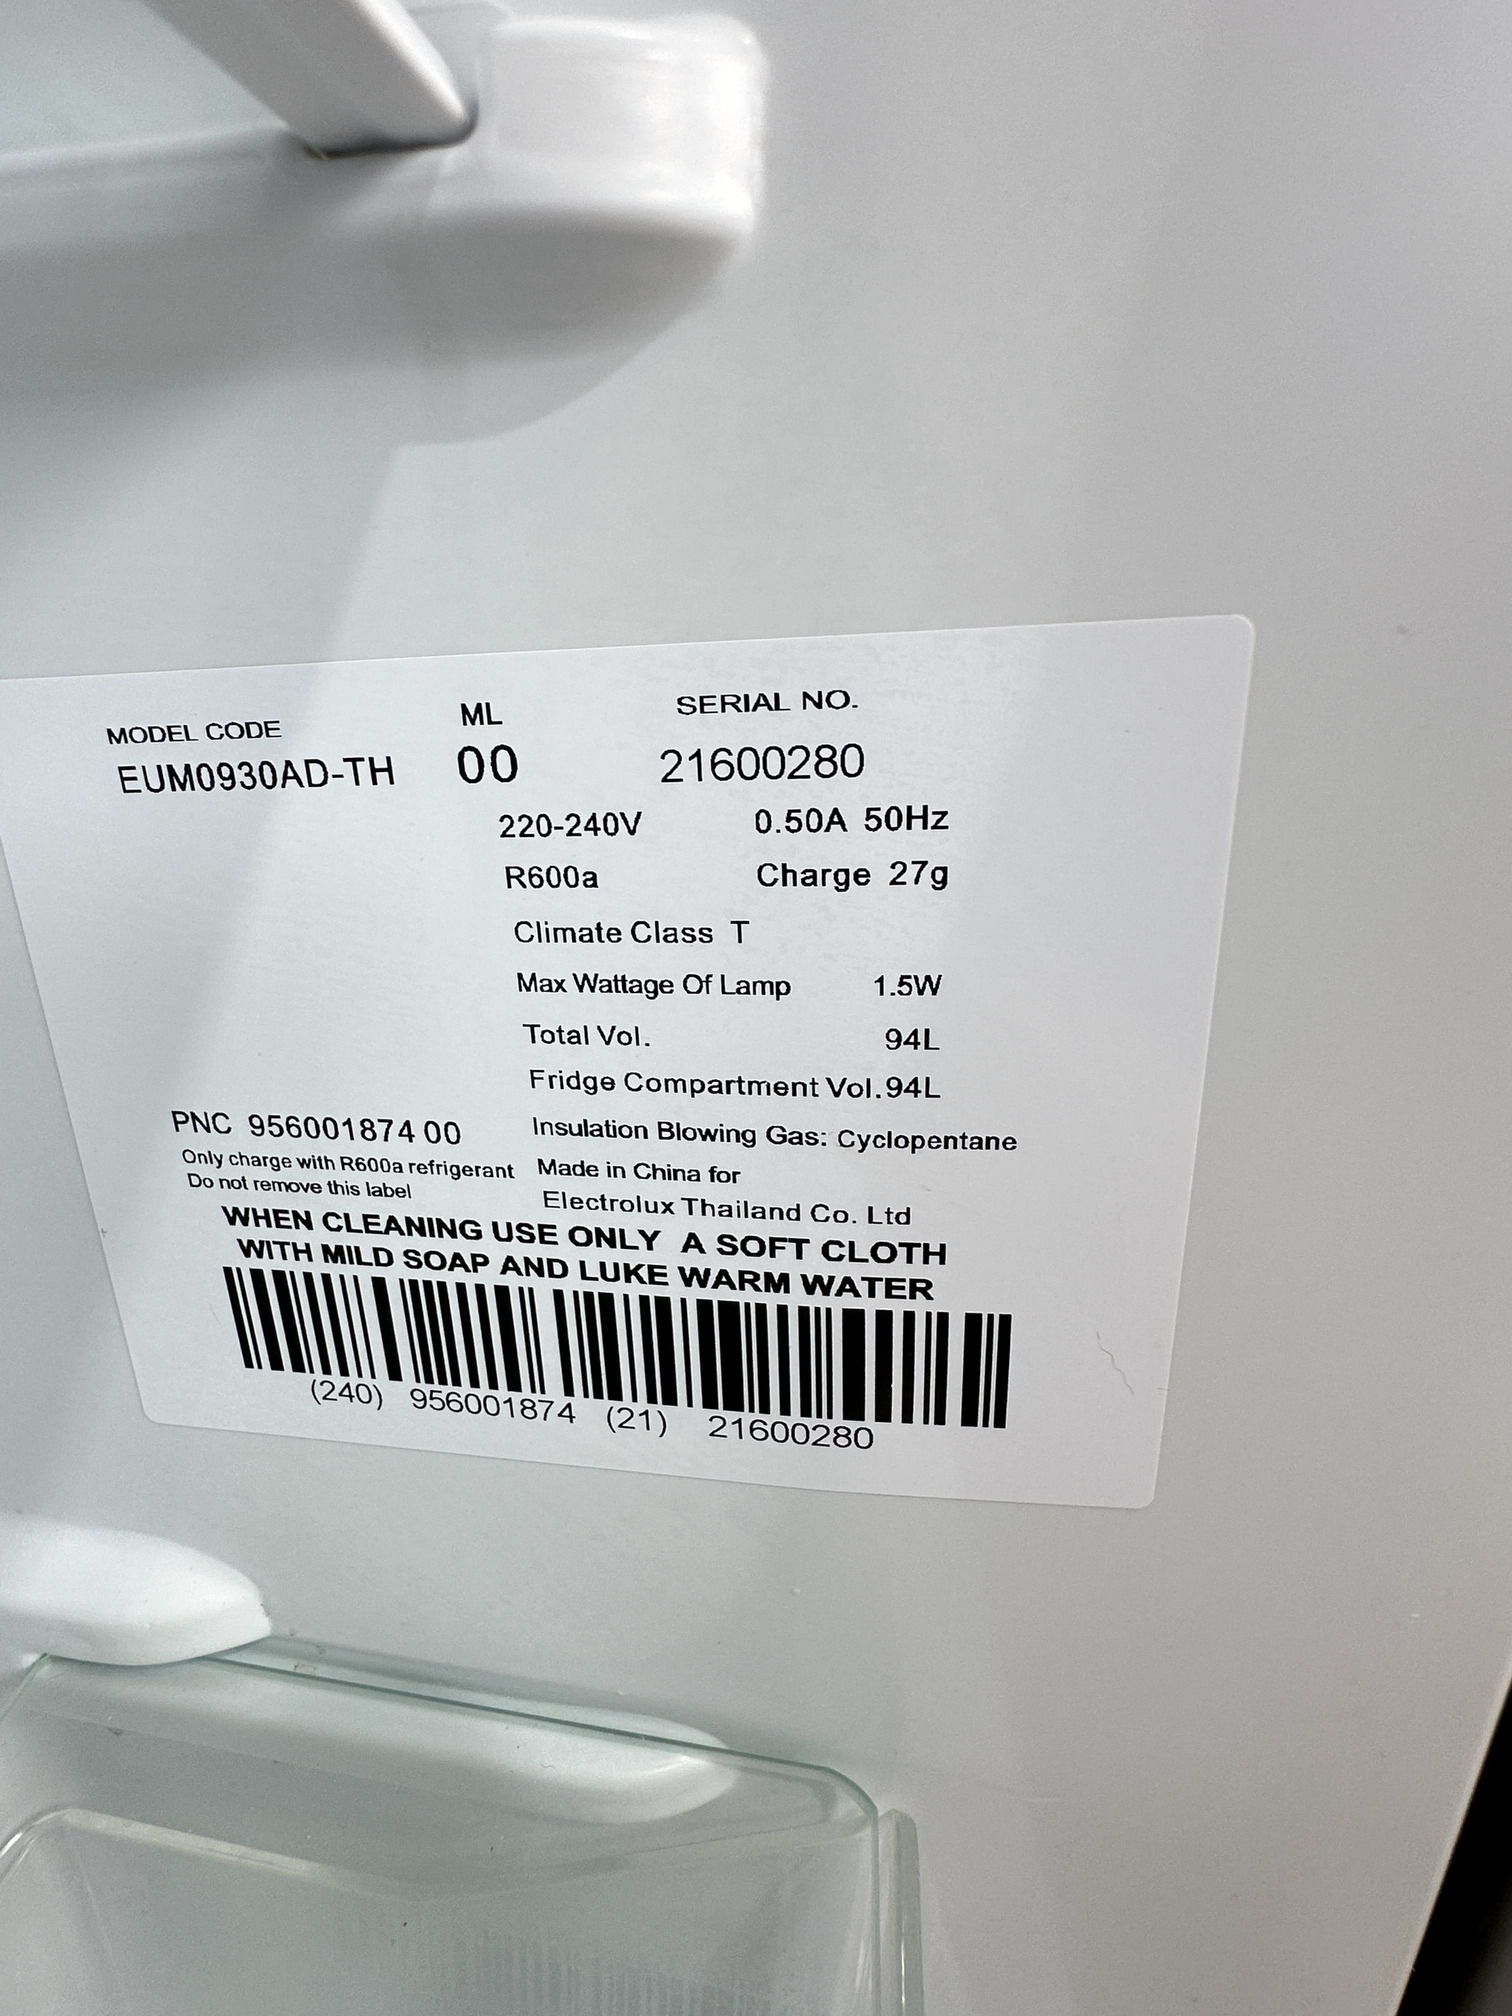 MODEL CODE ML SERIAL NO.
EUM0930AD-TH 00 21600280
220-240V 0.50A 50Hz
R600a Charge 27g
Climate Class T
Max Wattage Of Lamp 1.5W
Total Vol. 94L
Fridge Compartment Vol. 94L
PNC 956001874 00 Insulation Blowing Gas: Cyclopentane
Only charge with R600a refrigerant Made in China for
Do not remove this label Electrolux Thailand Co. Ltd
WHEN CLEANING USE ONLY A SOFT CLOTH
WITH MILD SOAP AND LUKE WARM WATER
(240) 956001874 (21) 21600280